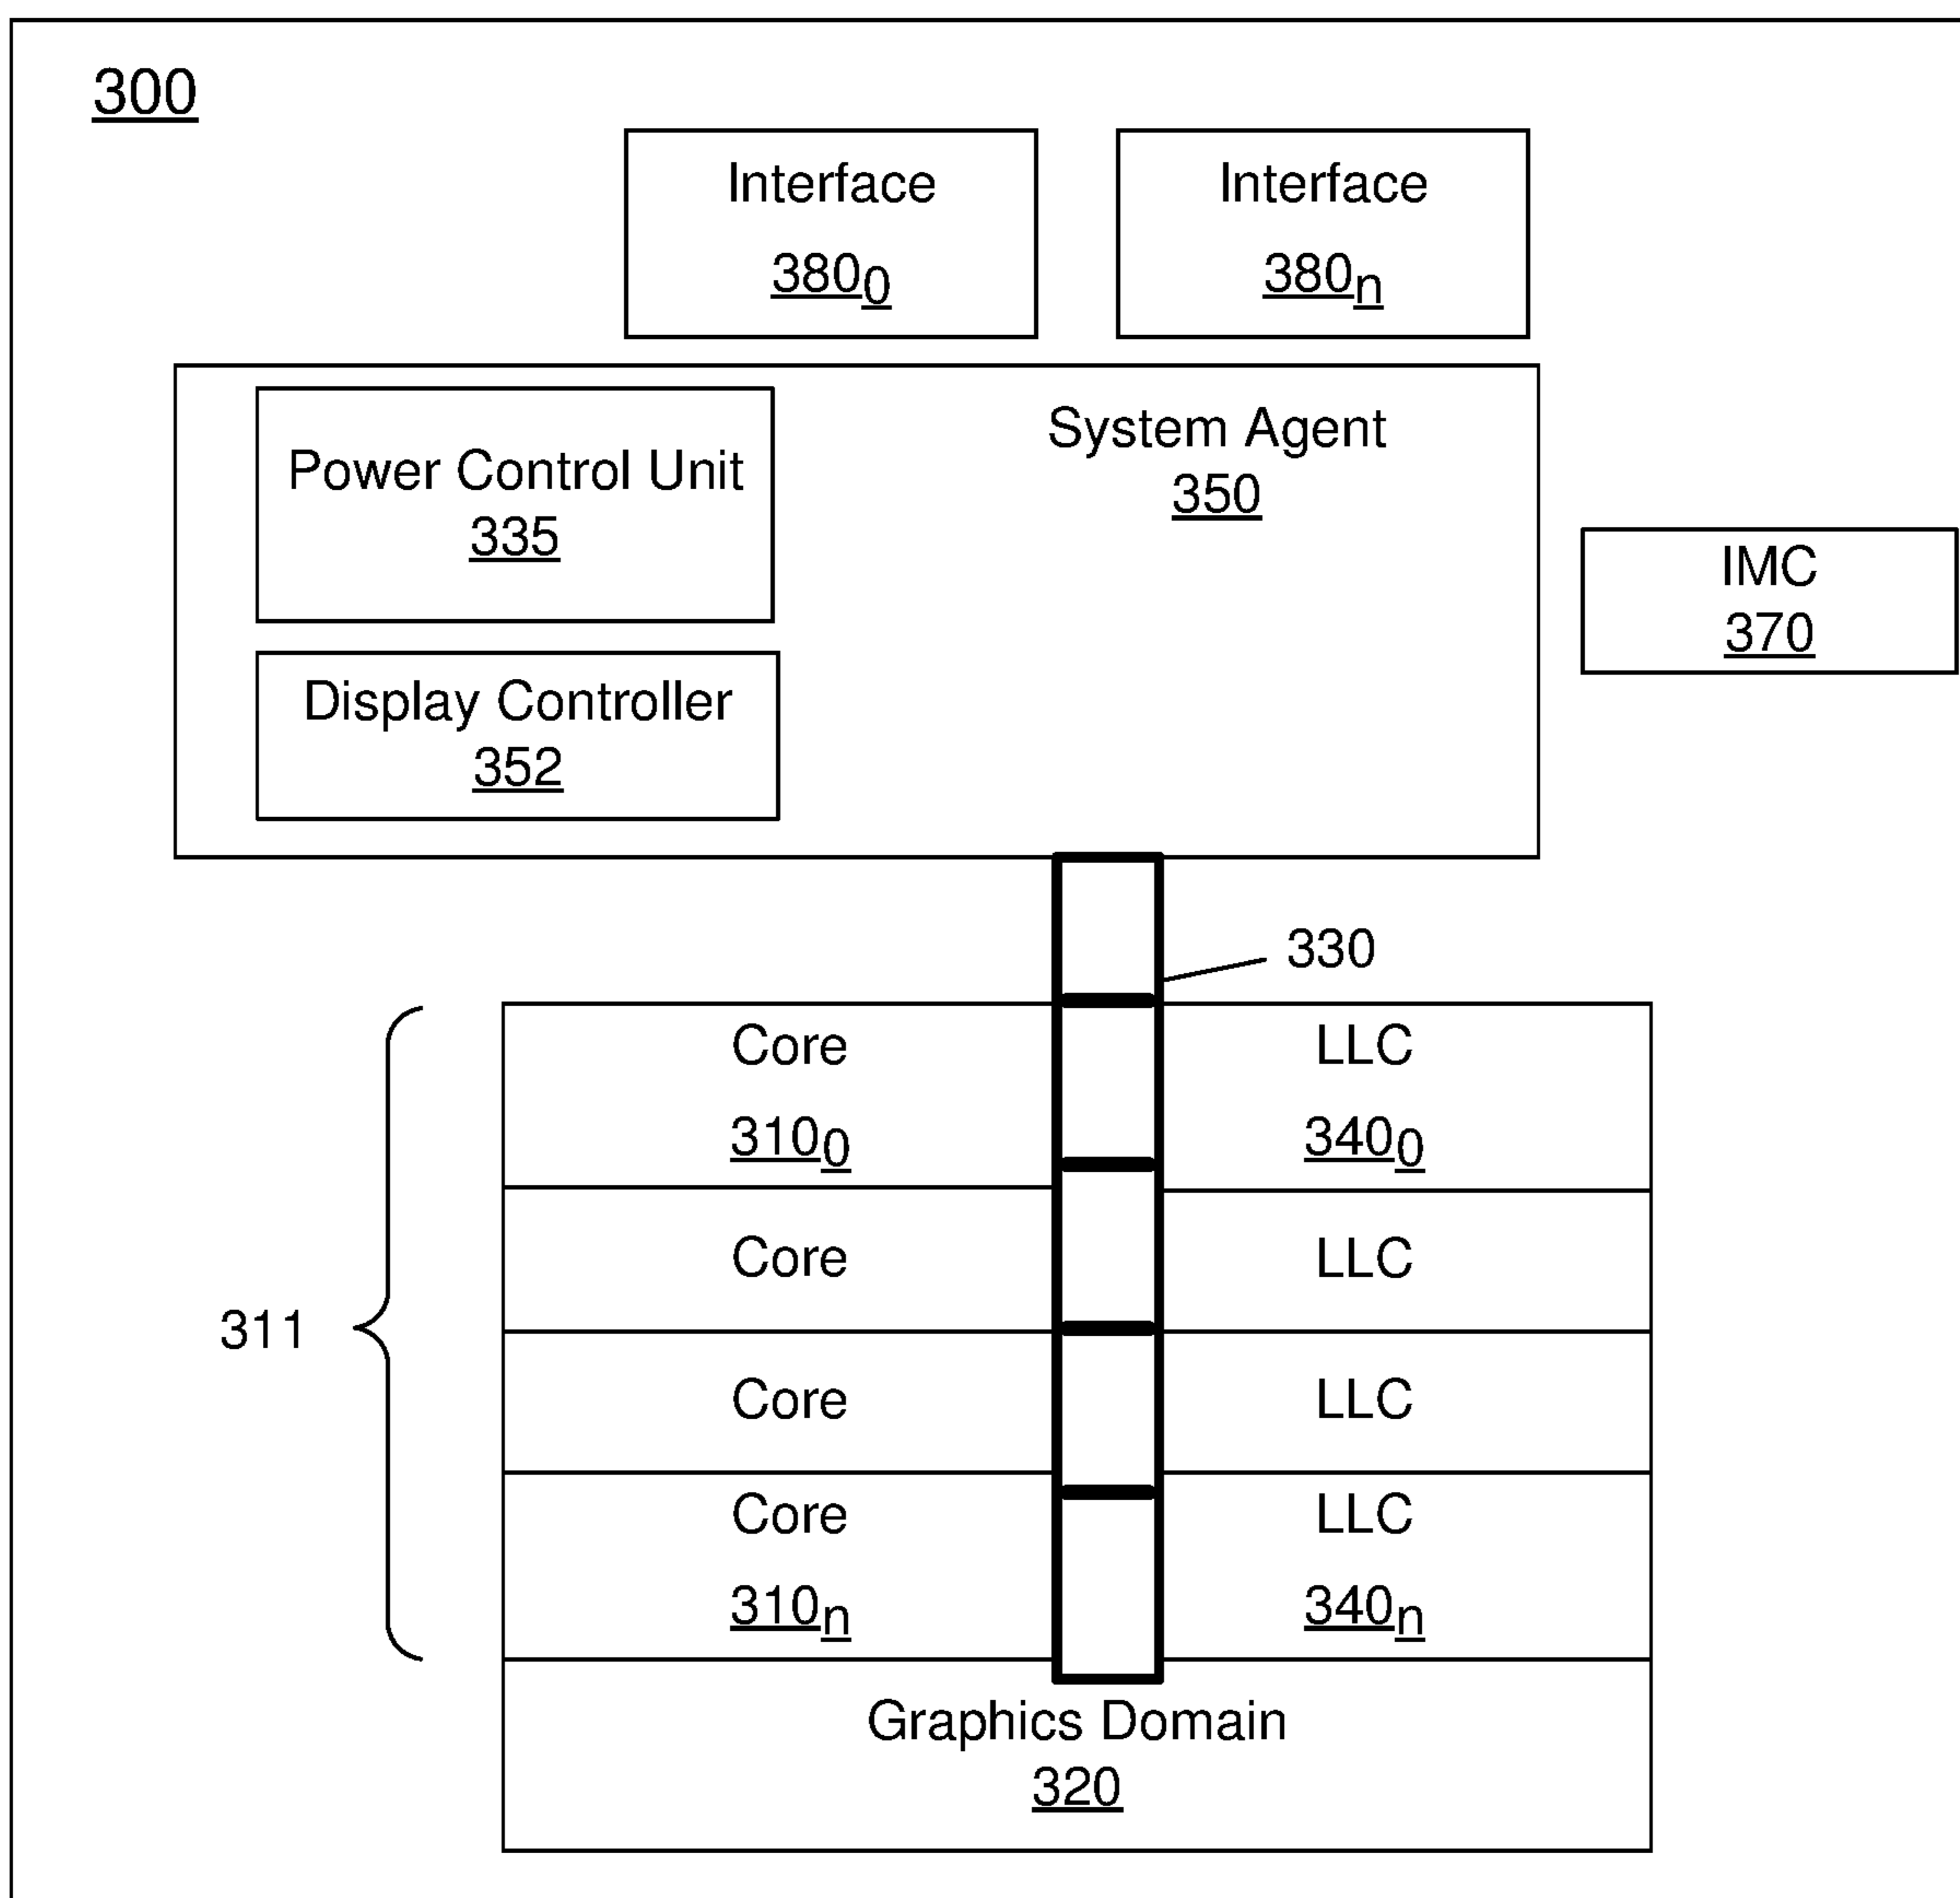 300
Interface
3800
Interface
380n
System Agent
350
Power Control Unit
335
Display Controller
352
IMC
370
330
311
Core
3100
LLC
3400
Core
LLC
Core
LLC
Core
310n
LLC
340n
Graphics Domain
320